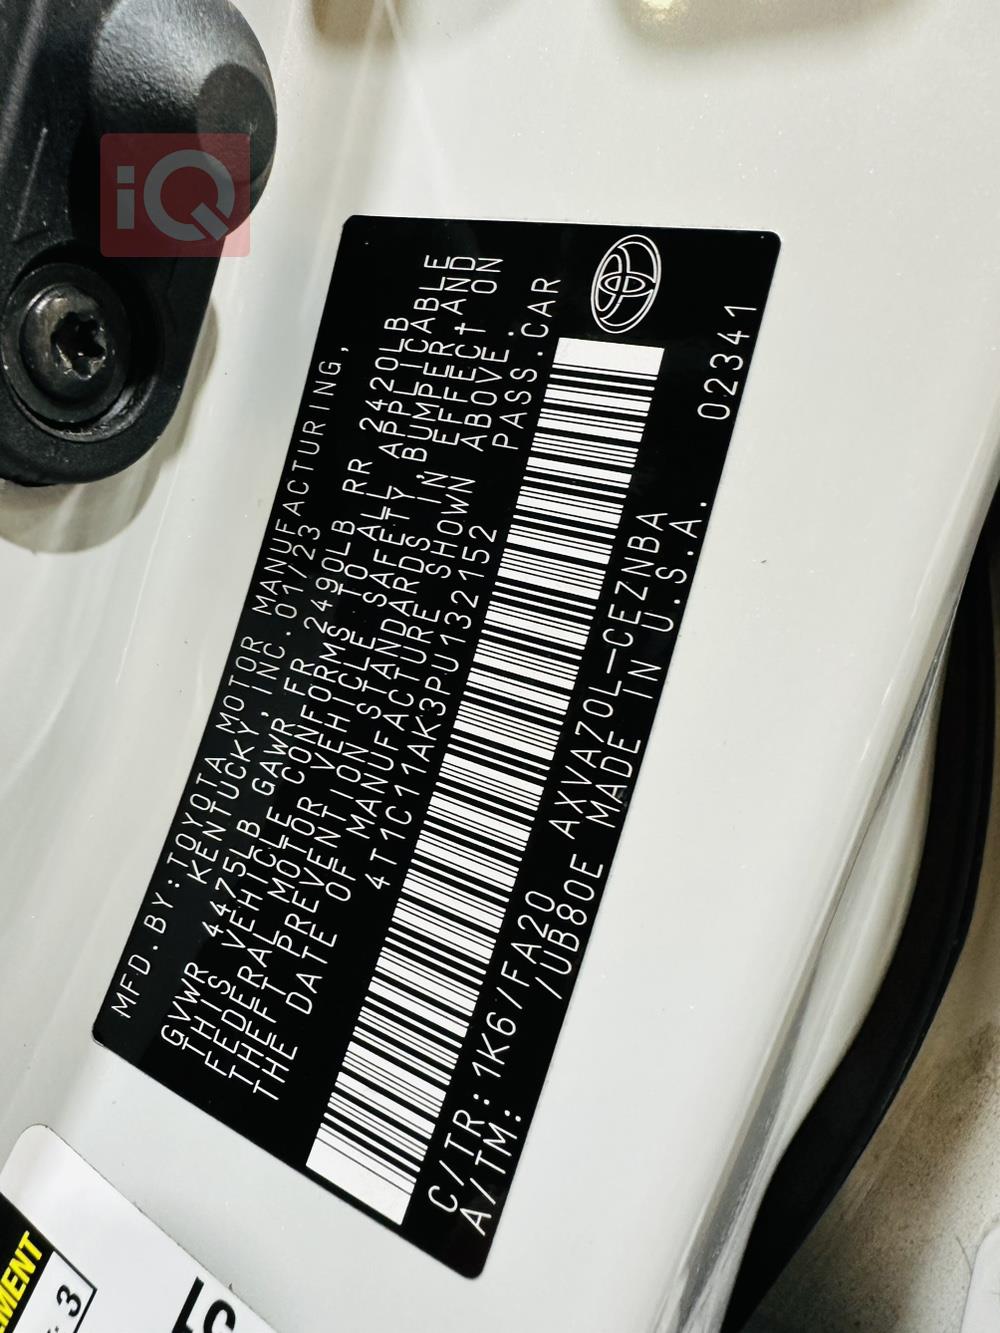 iQ
MFD.BY:TOYOTA MOTOR MANUFACTURING,
KENTUCKY,INC.01/23
GVWR 4475LB GAWR,FR 2490LB RR 2420LB
THIS VEHICLE CONFORMS TO ALL APPLICABLE
FEDERAL MOTOR VEHICLE SAFETY,BUMPER,AND
THEFT PREVENTION STANDARDS IN EFFECT ON
THE DATE OF MANUFACTURE SHOWN ABOVE.
4T1C11AK3PU132152 PASS.CAR
C/TR:1K6/FA20 AXVA70L-CEZNBA 02341
A/TM: /UB80E MADE IN U.S.A.
EMENT
3